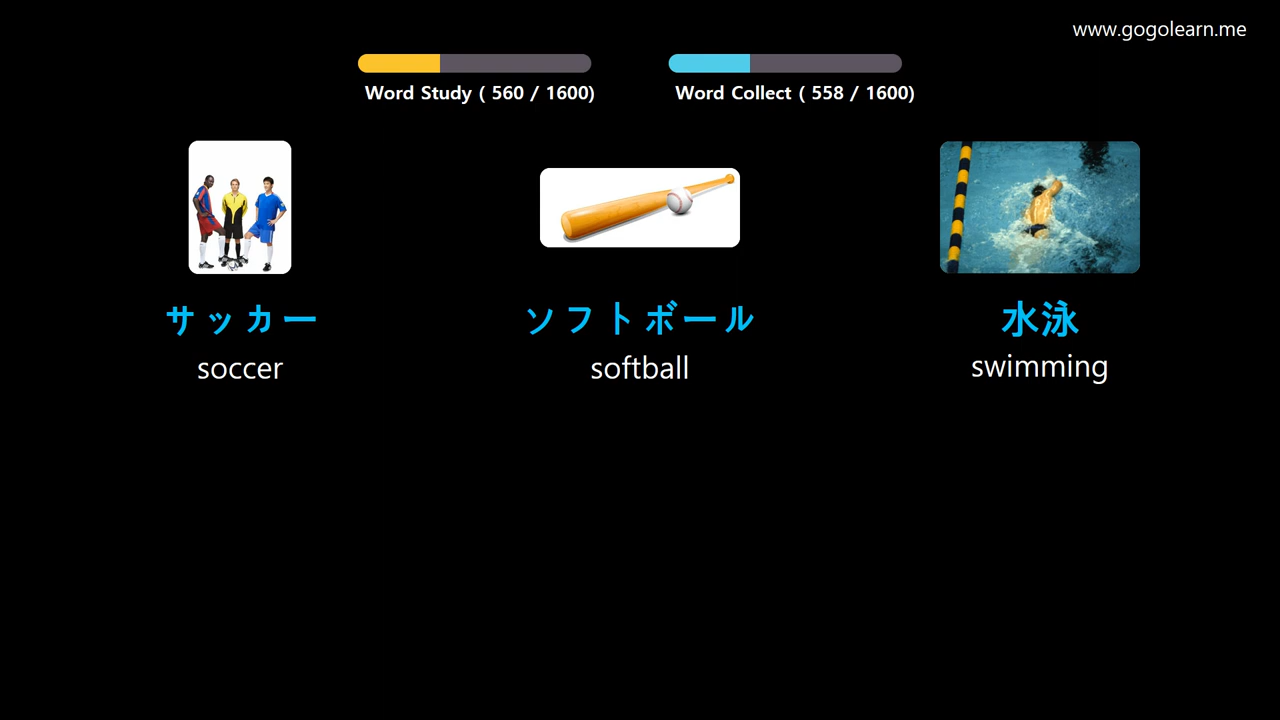 www.gogolearn.me
Word Study ( 560 / 1600)
Word Collect ( 558 / 1600)
サッカー
ソフトボール
水泳
soccer
softball
swimming